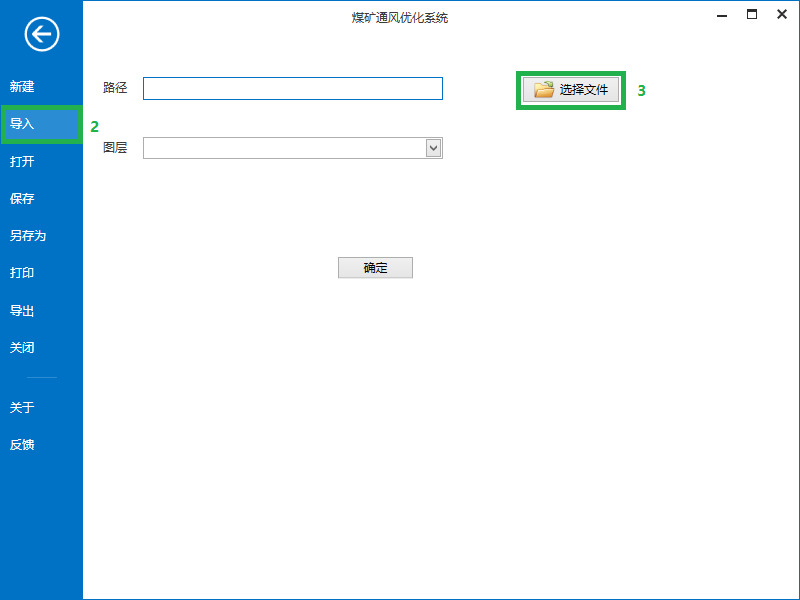 煤矿通风优化系统
新建
导入
2
打开
保存
另存为
打印
导出
关闭
关于
反馈
路径
选择文件
3
图层
确定